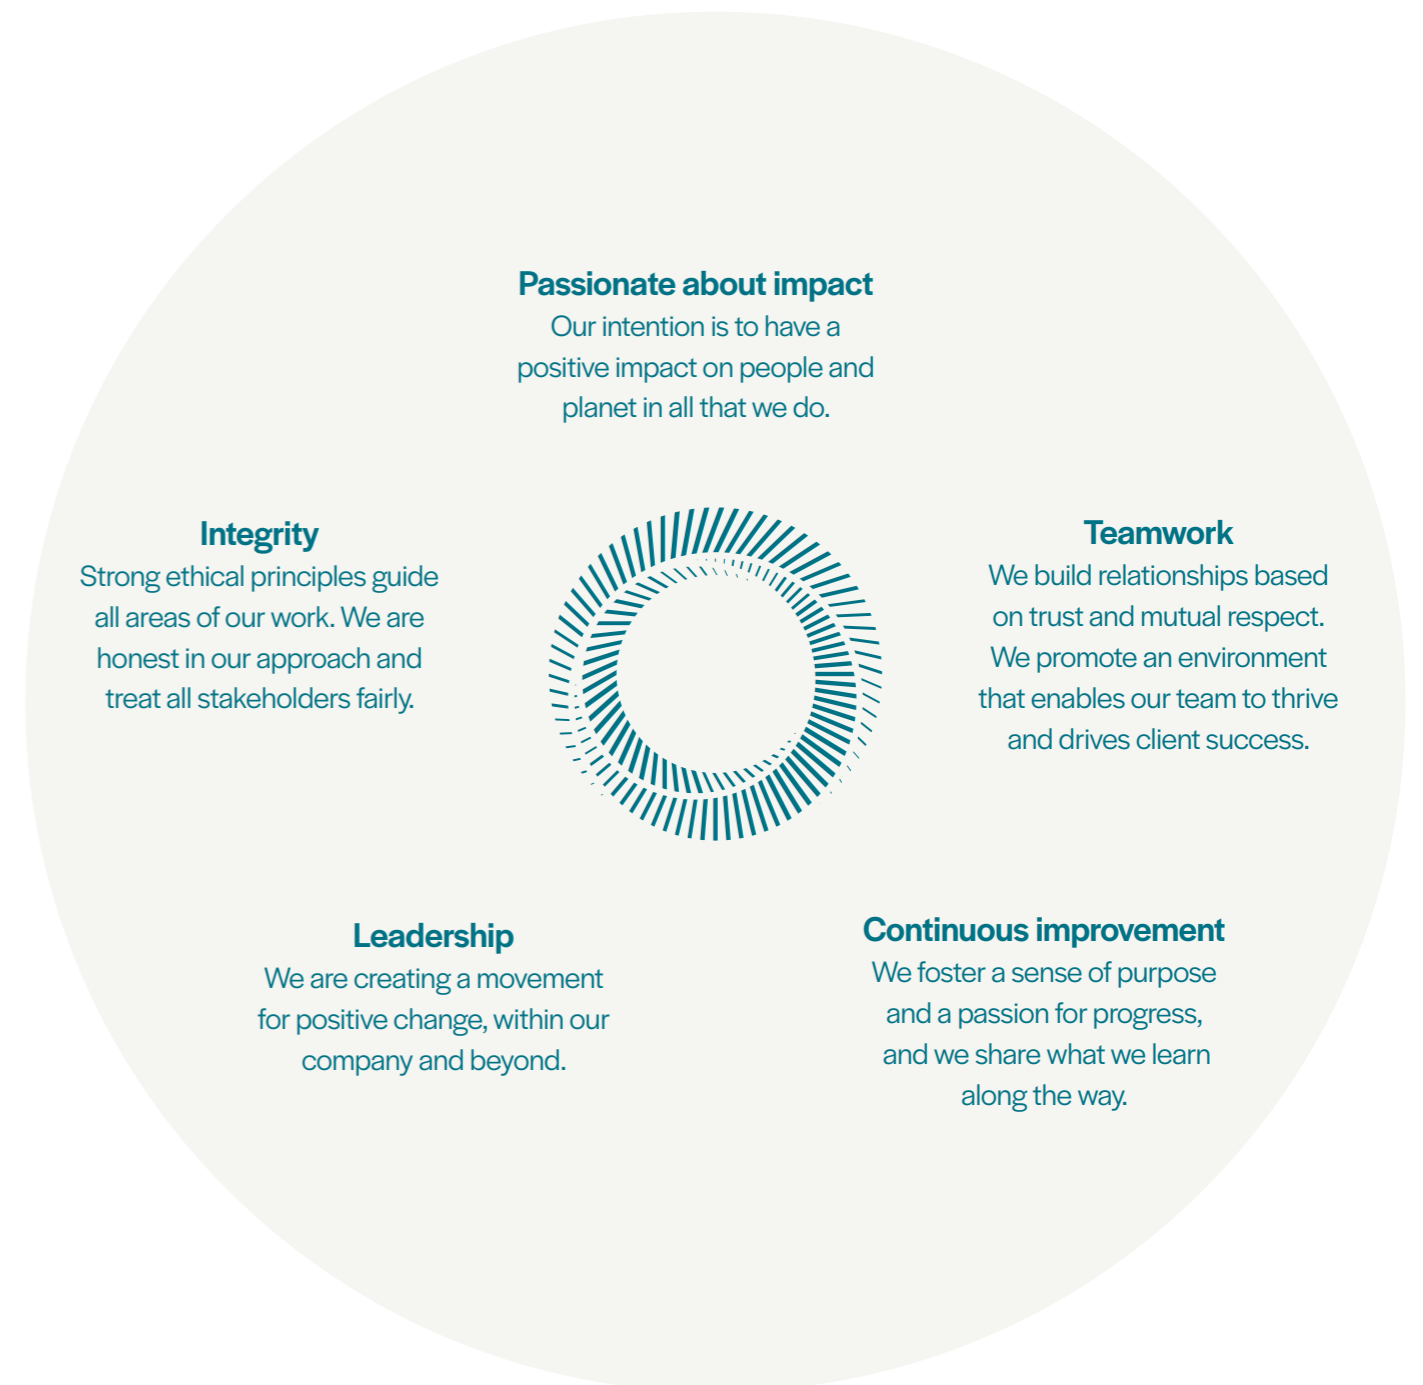 Passionate about impact
Our intention is to have a
positive impact on people and
planet in all that we do.
Integrity
Strong ethical principles guide
all areas of our work. We are
honest in our approach and
treat all stakeholders fairly.
Teamwork
We build relationships based
on trust and mutual respect.
We promote an environment
that enables our team to thrive
and drives client success.
Leadership
We are creating a movement
for positive change, within our
company and beyond.
Continuous improvement
We foster a sense of purpose
and a passion for progress,
and we share what we learn
along the way.